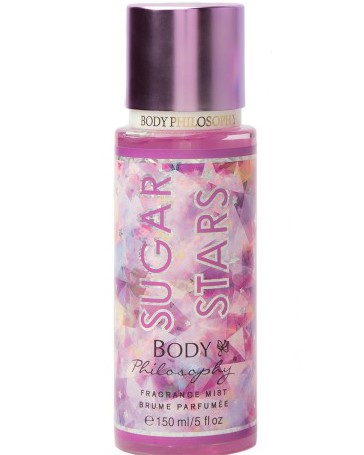 BODY PHILOSOPHY
SUGAR
STARS
BODY
Philosophy
FRAGRANCE MIST
BRUME PARFUMÉE
℮ 150 ml/5 fl oz